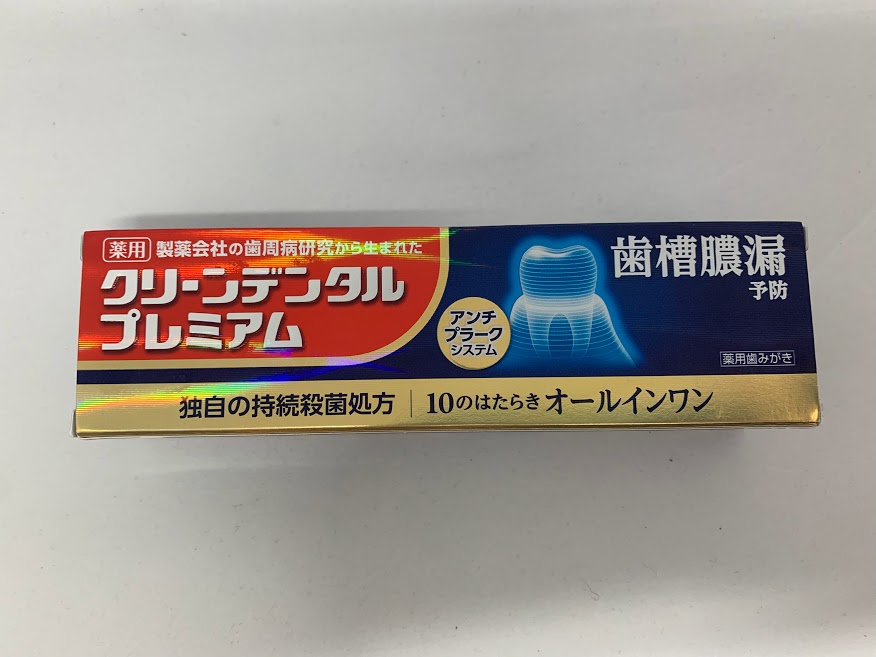 薬用 製薬会社の歯周病研究から生まれた
クリーンデンタル
プレミアム
アンチ
プラーク
システム
歯槽膿漏
予防
薬用歯みがき
独自の持続殺菌処方 | 10のはたらきオールインワン